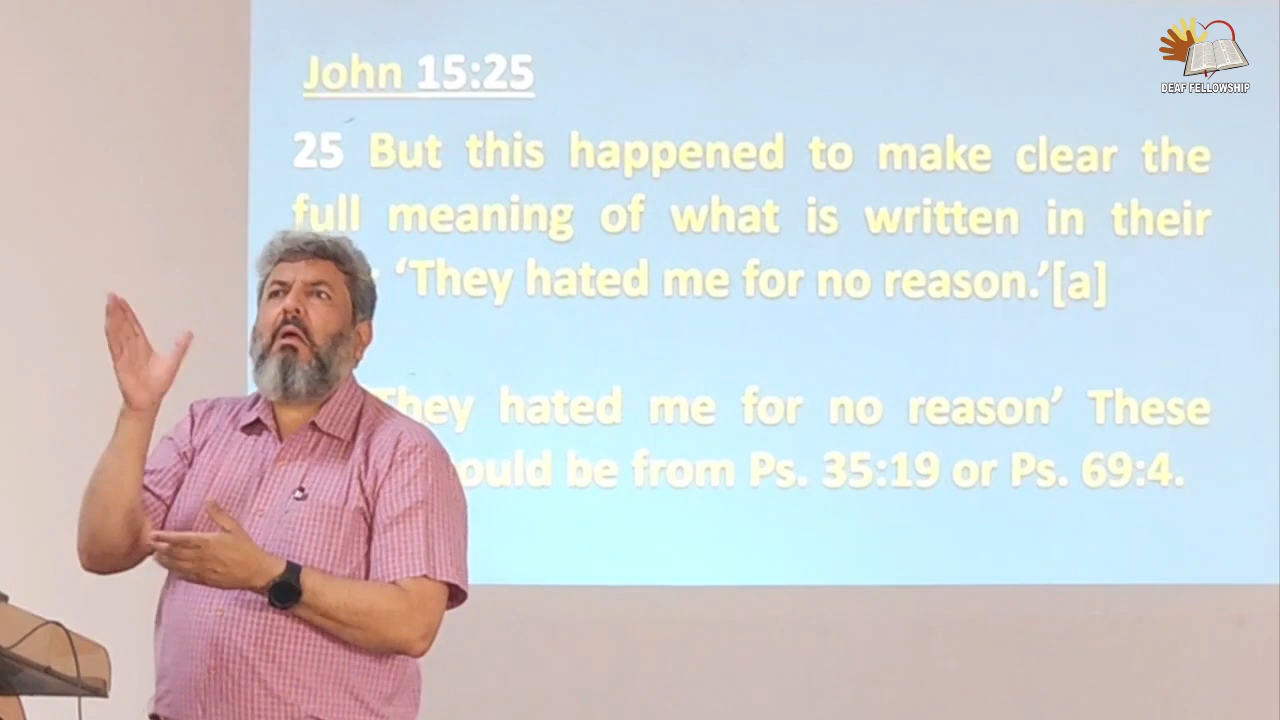 John 15:25
DEAF FELLOWSHIP
25 But this happened to make clear the
full meaning of what is written in their
‘They hated me for no reason.’[a]
They hated me for no reason’ These
ould be from Ps. 35:19 or Ps. 69:4.